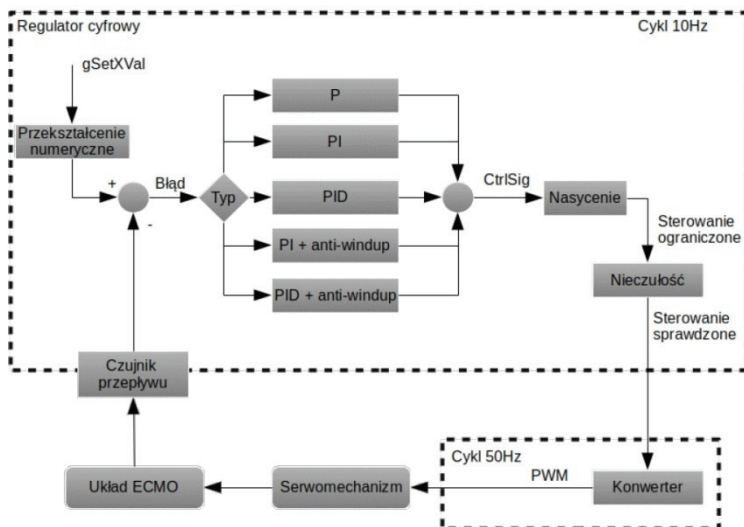 Regulator cyfrowy
Cykl 10Hz
gSetXVal
Przekształcenie
numeryczne
+
Błąd
-
Typ
P
PI
PID
PI + anti-windup
PID + anti-windup
CtrlSig
Nasycenie
Sterowanie
ograniczone
Nieczułość
Sterowanie
sprawdzone
Czujnik
przepływu
Cykl 50Hz
PWM
Konwerter
Serwomechanizm
Układ ECMO